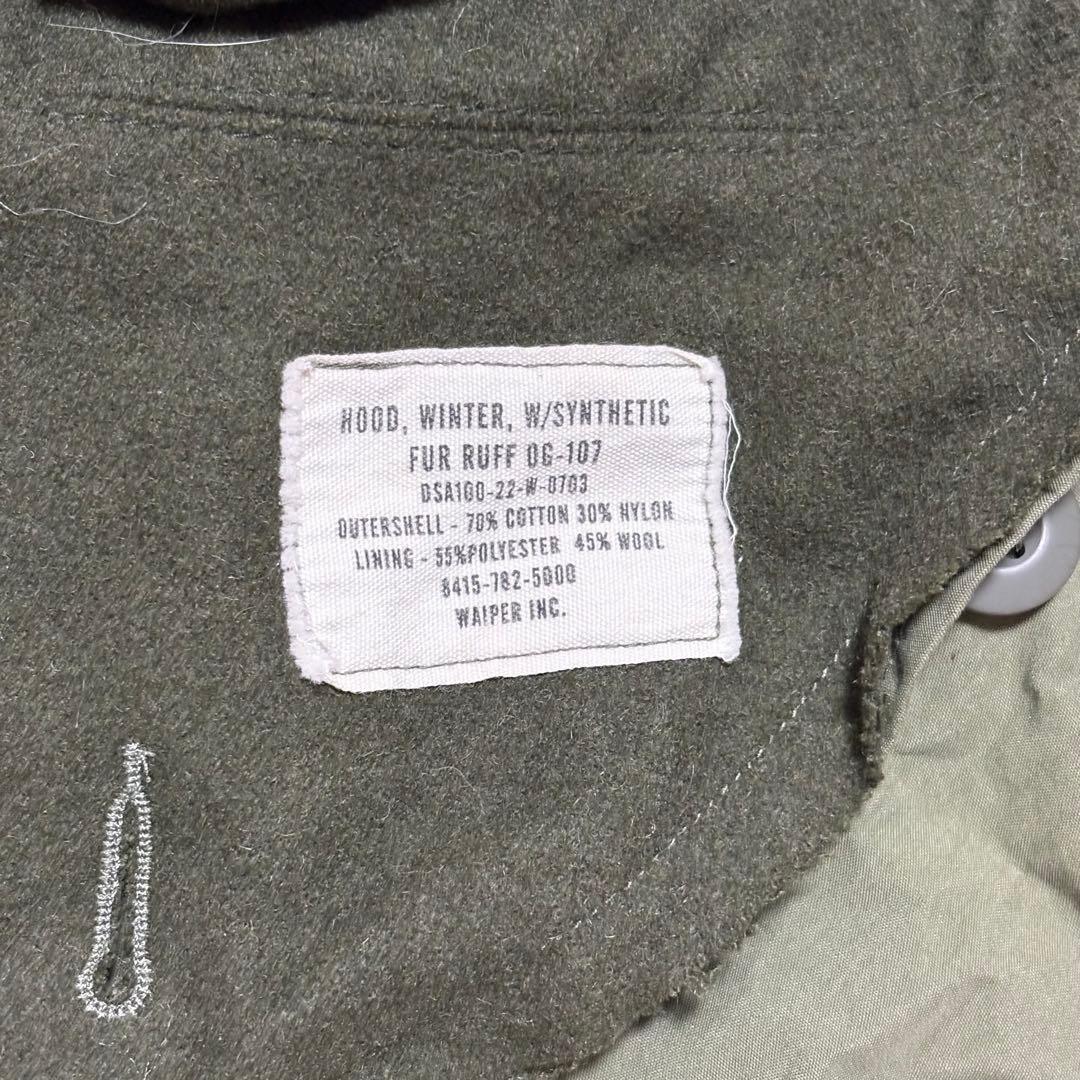 HOOD, WINTER, W/SYNTHETIC
FUR RUFF OG-107
DSA100-22-W-0703
OUTERSHELL - 70% COTTON 30% NYLON
LINING - 55%POLYESTER 45% WOOL
8415-782-5000
WAIPER INC.